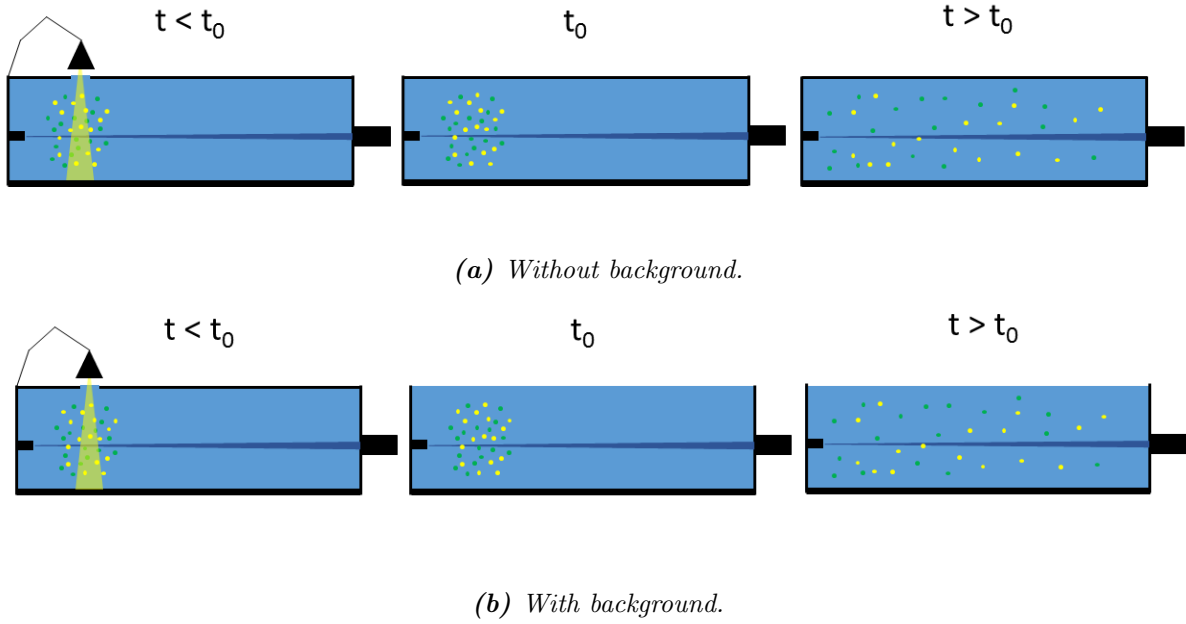 t < t₀ t₀ t > t₀
(a) Without background.
t < t₀ t₀ t > t₀
(b) With background.